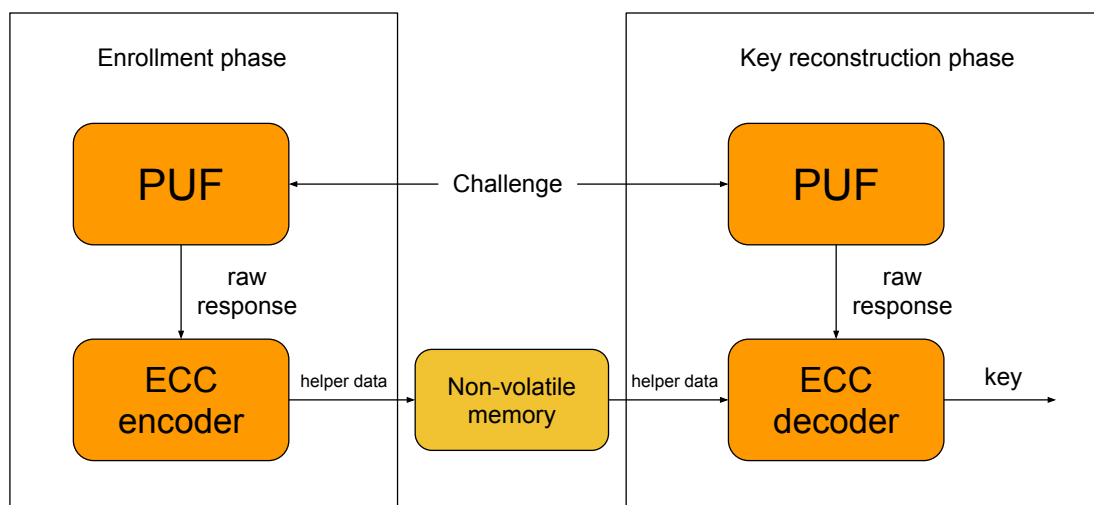 Enrollment phase
Key reconstruction phase
PUF
Challenge
PUF
raw
response
raw
response
ECC
encoder
helper data
Non-volatile
memory
helper data
ECC
decoder
key